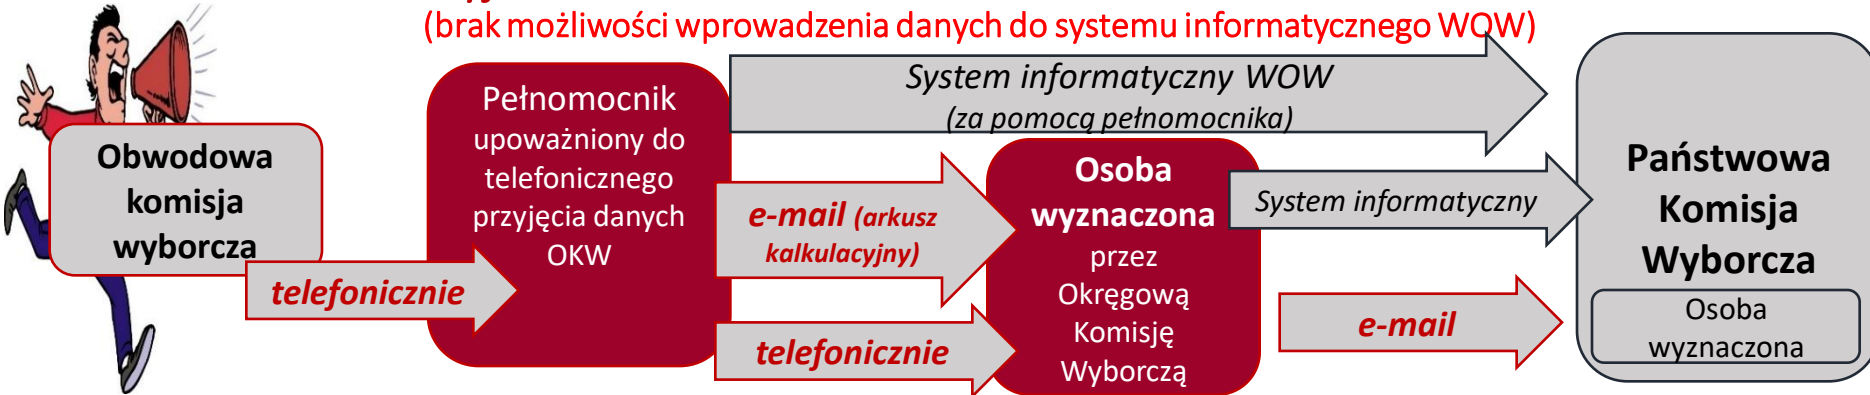 (brak możliwości wprowadzenia danych do systemu informatycznego WOW)
System informatyczny WOW
(za pomocą pełnomocnika)
Pełnomocnik
upoważniony do
telefonicznego
przyjęcia danych
OKW
Obwodowa
komisja
wyborcza
telefonicznie
e-mail (arkusz
kalkulacyjny)
telefonicznie
Osoba
wyznaczona
przez
Okręgową
Komisję
Wyborczą
System informatyczny
e-mail
Państwowa
Komisja
Wyborcza
Osoba
wyznaczona